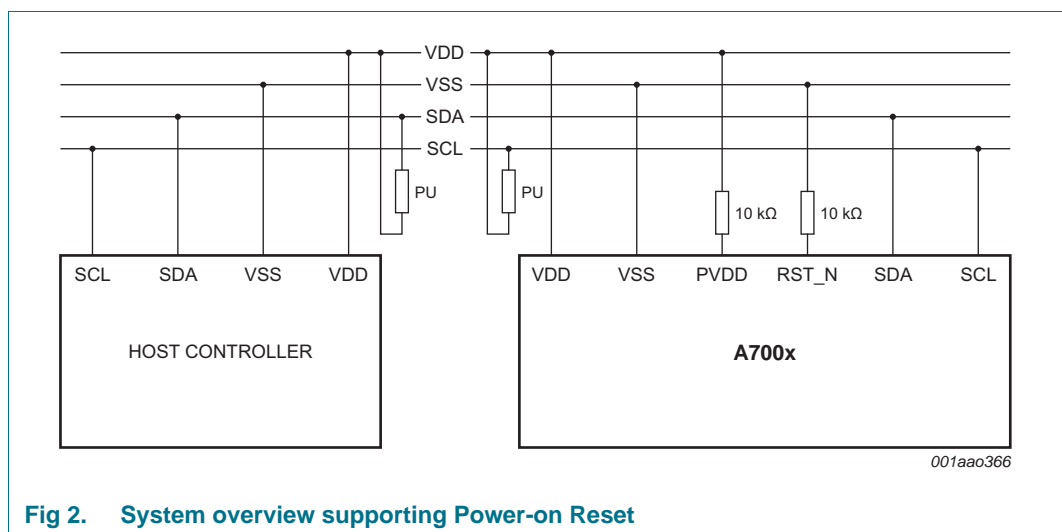 VDD
VSS
SDA
SCL
PU
PU
10 kΩ
10 kΩ
SCL SDA VSS VDD
VDD VSS PVDD RST_N SDA SCL
HOST CONTROLLER
A700x
001aao366
Fig 2. System overview supporting Power-on Reset